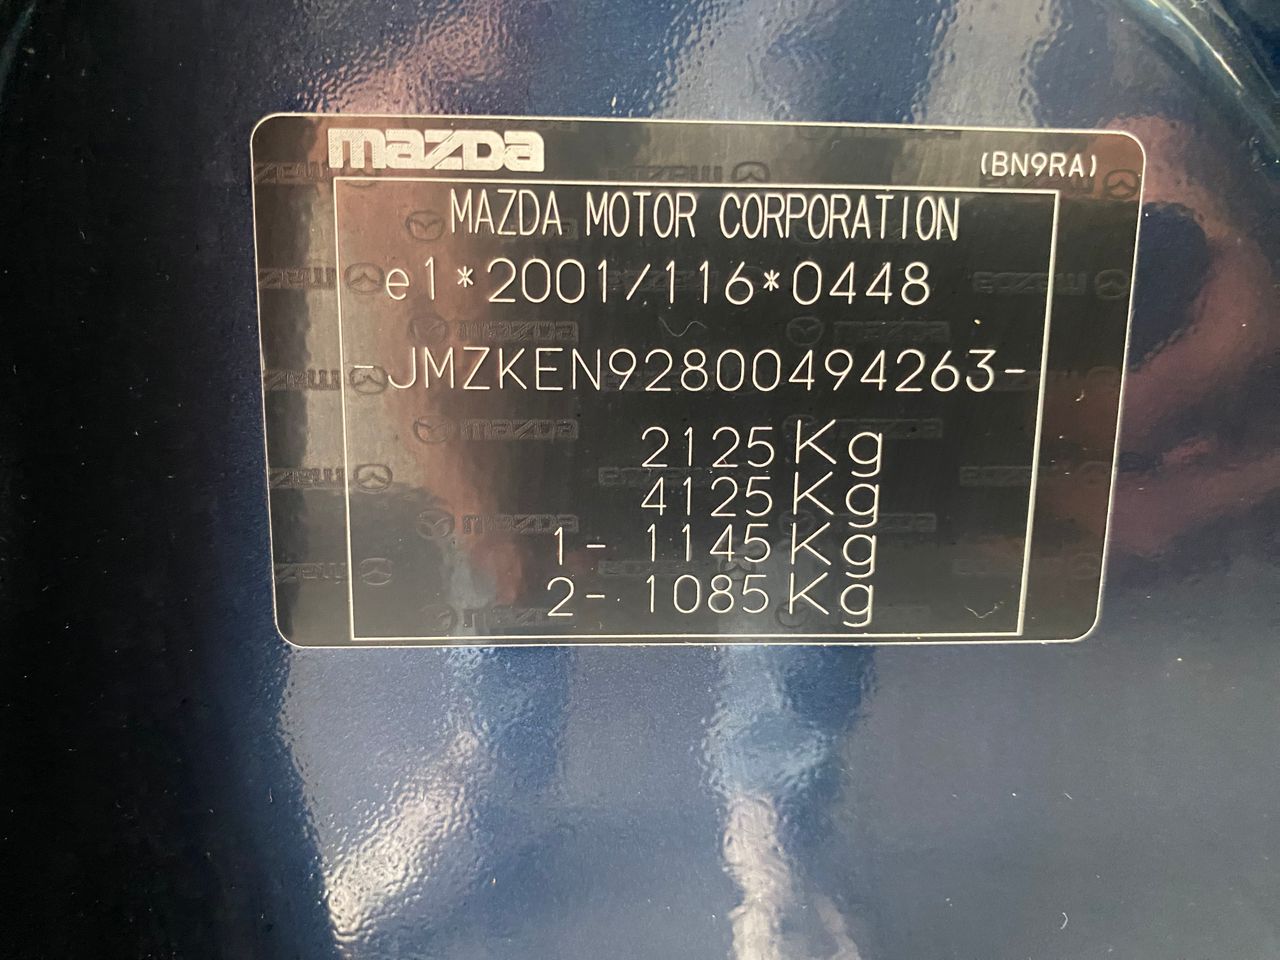 mazda (BN9RA)
MAZDA MOTOR CORPORATION
e1*2001/116*0448
-JMZKEN92800494263-
2125Kg
4125Kg
1- 1145Kg
2- 1085Kg